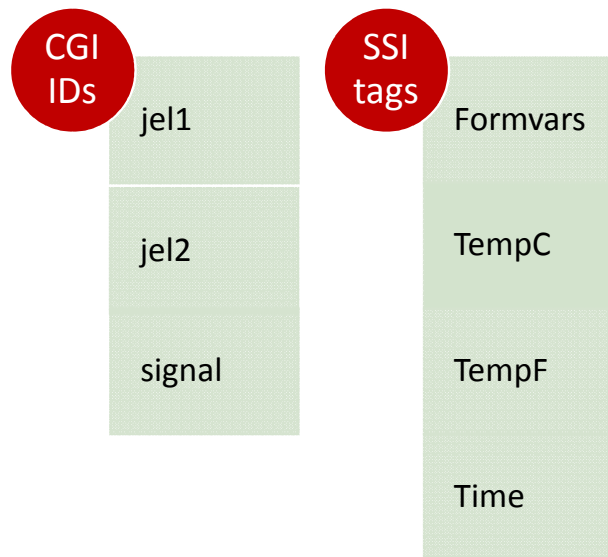 CGI
IDs
jel1
jel2
signal
SSI
tags
Formvars
TempC
TempF
Time